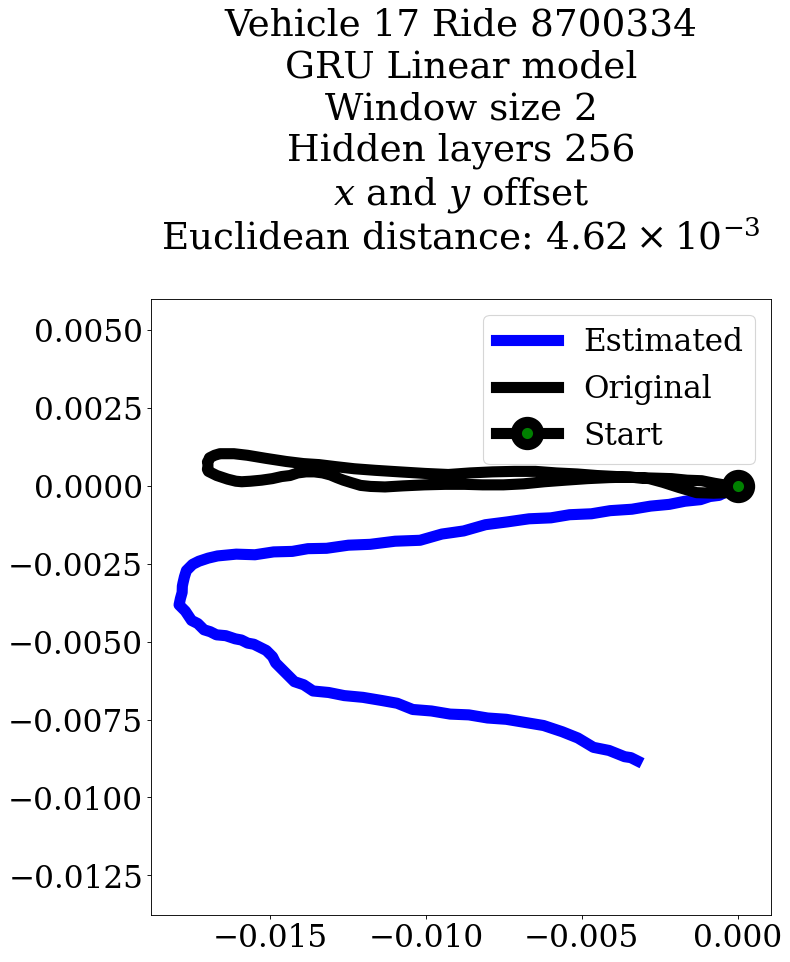 Vehicle 17 Ride 8700334
GRU Linear model
Window size 2
Hidden layers 256
x and y offset
Euclidean distance: 4.62 × 10⁻³
Estimated
Original
Start
0.0050
0.0025
0.0000
−0.0025
−0.0050
−0.0075
−0.0100
−0.0125
−0.015 −0.010 −0.005 0.000